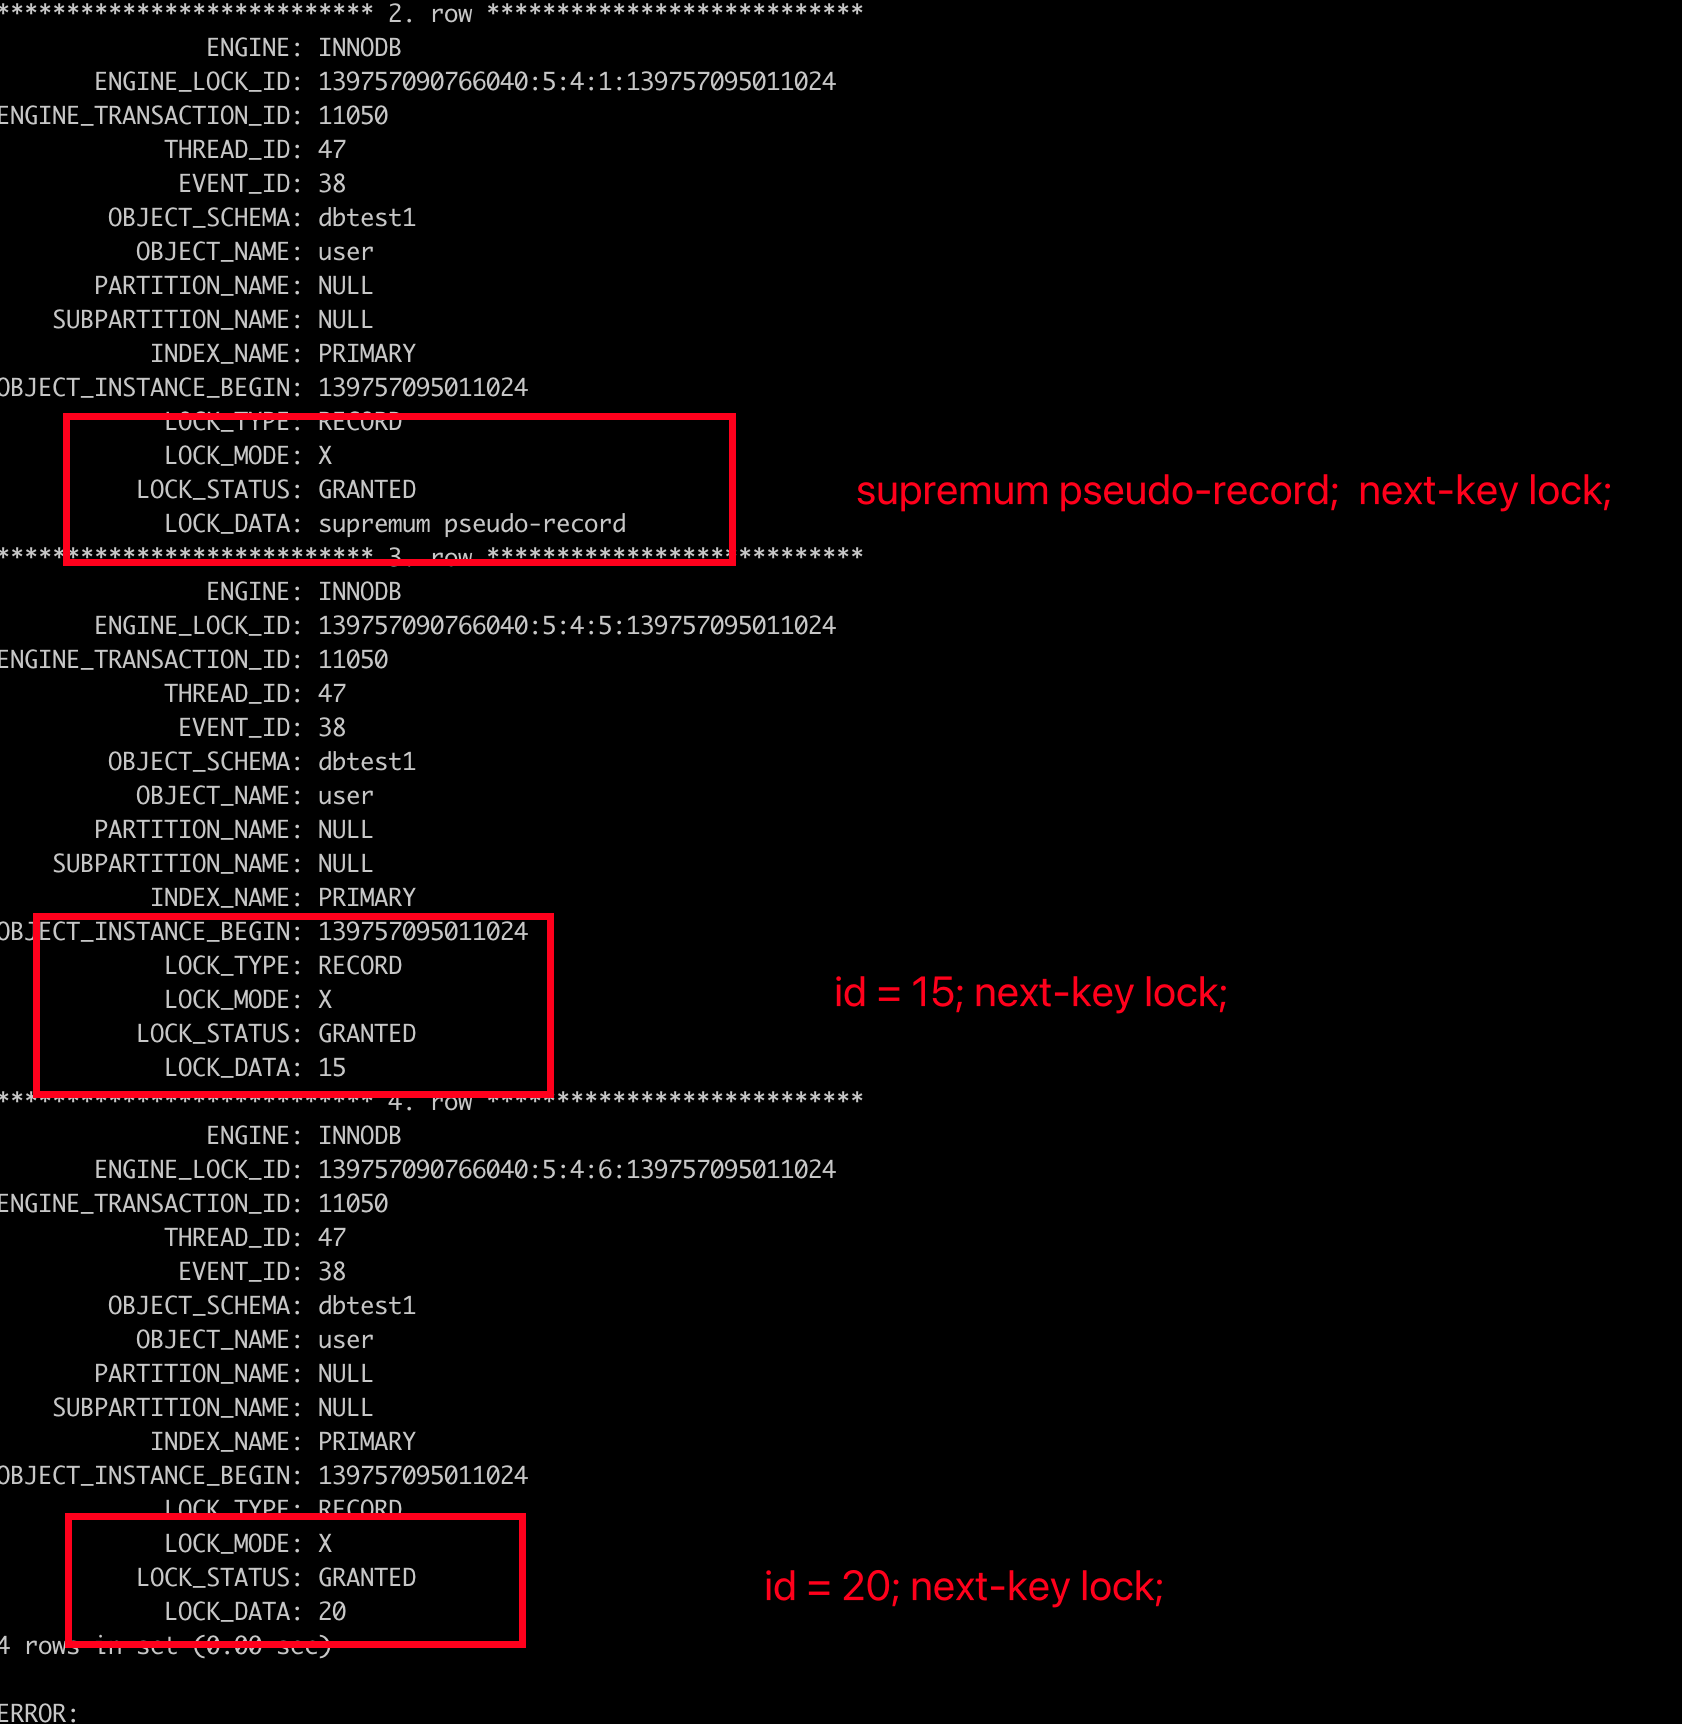 *************************** 2. row ***************************
ENGINE: INNODB
ENGINE_LOCK_ID: 139757090766040:5:4:1:139757095011024
ENGINE_TRANSACTION_ID: 11050
THREAD_ID: 47
EVENT_ID: 38
OBJECT_SCHEMA: dbtest1
OBJECT_NAME: user
PARTITION_NAME: NULL
SUBPARTITION_NAME: NULL
INDEX_NAME: PRIMARY
OBJECT_INSTANCE_BEGIN: 139757095011024
LOCK_TYPE: RECORD
LOCK_MODE: X
LOCK_STATUS: GRANTED
supremum pseudo-record; next-key lock;
LOCK_DATA: supremum pseudo-record
*************************** 3. row ***************************
ENGINE: INNODB
ENGINE_LOCK_ID: 139757090766040:5:4:5:139757095011024
ENGINE_TRANSACTION_ID: 11050
THREAD_ID: 47
EVENT_ID: 38
OBJECT_SCHEMA: dbtest1
OBJECT_NAME: user
PARTITION_NAME: NULL
SUBPARTITION_NAME: NULL
INDEX_NAME: PRIMARY
OBJECT_INSTANCE_BEGIN: 139757095011024
LOCK_TYPE: RECORD
LOCK_MODE: X
id = 15; next-key lock;
LOCK_STATUS: GRANTED
LOCK_DATA: 15
*************************** 4. row ***************************
ENGINE: INNODB
ENGINE_LOCK_ID: 139757090766040:5:4:6:139757095011024
ENGINE_TRANSACTION_ID: 11050
THREAD_ID: 47
EVENT_ID: 38
OBJECT_SCHEMA: dbtest1
OBJECT_NAME: user
PARTITION_NAME: NULL
SUBPARTITION_NAME: NULL
INDEX_NAME: PRIMARY
OBJECT_INSTANCE_BEGIN: 139757095011024
LOCK_TYPE: RECORD
LOCK_MODE: X
LOCK_STATUS: GRANTED
id = 20; next-key lock;
LOCK_DATA: 20
4 rows in set (0.00 sec)
ERROR: